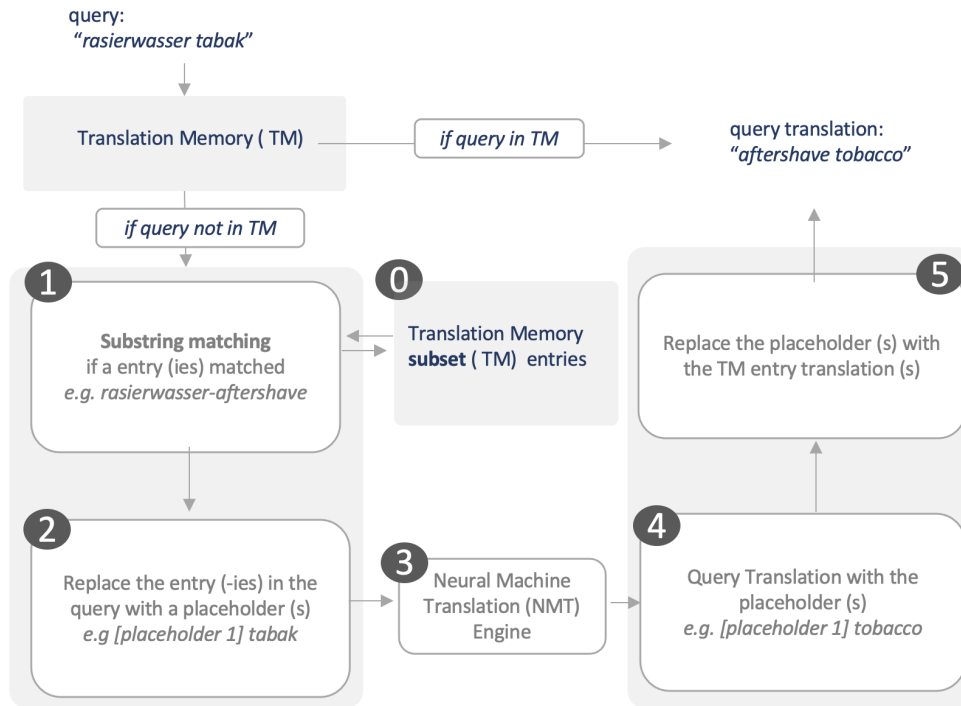 query:
“rasierwasser tabak”
Translation Memory ( TM)
if query in TM
query translation:
“aftershave tobacco”
if query not in TM
1
Substring matching
if a entry (ies) matched
e.g. rasierwasser-aftershave
0
Translation Memory
subset ( TM) entries
5
Replace the placeholder (s) with
the TM entry translation (s)
2
Replace the entry (-ies) in the
query with a placeholder (s)
e.g [placeholder 1] tabak
3
Neural Machine
Translation (NMT)
Engine
4
Query Translation with the
placeholder (s)
e.g. [placeholder 1] tobacco